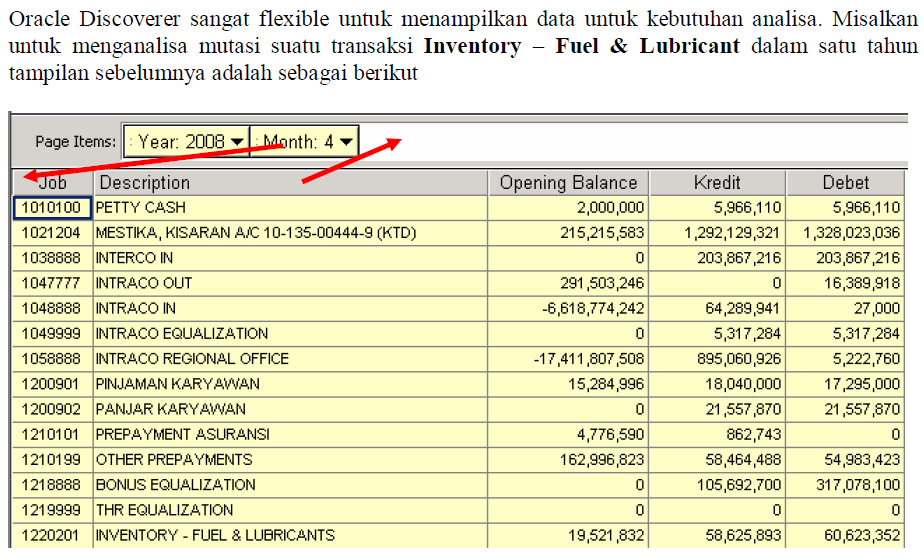 Oracle Discoverer sangat flexible untuk menampilkan data untuk kebutuhan analisa. Misalkan
untuk menganalisa mutasi suatu transaksi Inventory – Fuel & Lubricant dalam satu tahun
tampilan sebelumnya adalah sebagai berikut
Page Items: Year: 2008 Month: 4
Job Description Opening Balance Kredit Debet
1010100 PETTY CASH 2,000,000 5,966,110 5,966,110
1021204 MESTIKA, KISARAN A/C 10-135-00444-9 (KTD) 215,215,583 1,292,129,321 1,328,023,036
1038888 INTERCO IN 0 203,867,216 203,867,216
1047777 INTRACO OUT 291,503,246 0 16,389,918
1048888 INTRACO IN -6,618,774,242 64,289,941 27,000
1049999 INTRACO EQUALIZATION 0 5,317,284 5,317,284
1058888 INTRACO REGIONAL OFFICE -17,411,807,508 895,060,926 5,222,760
1200901 PINJAMAN KARYAWAN 15,284,996 18,040,000 17,295,000
1200902 PANJAR KARYAWAN 0 21,557,870 21,557,870
1210101 PREPAYMENT ASURANSI 4,776,590 862,743 0
1210199 OTHER PREPAYMENTS 162,996,823 58,464,488 54,983,423
1218888 BONUS EQUALIZATION 0 105,692,700 317,078,100
1219999 THR EQUALIZATION 0 0 0
1220201 INVENTORY - FUEL & LUBRICANTS 19,521,832 58,625,893 60,623,352